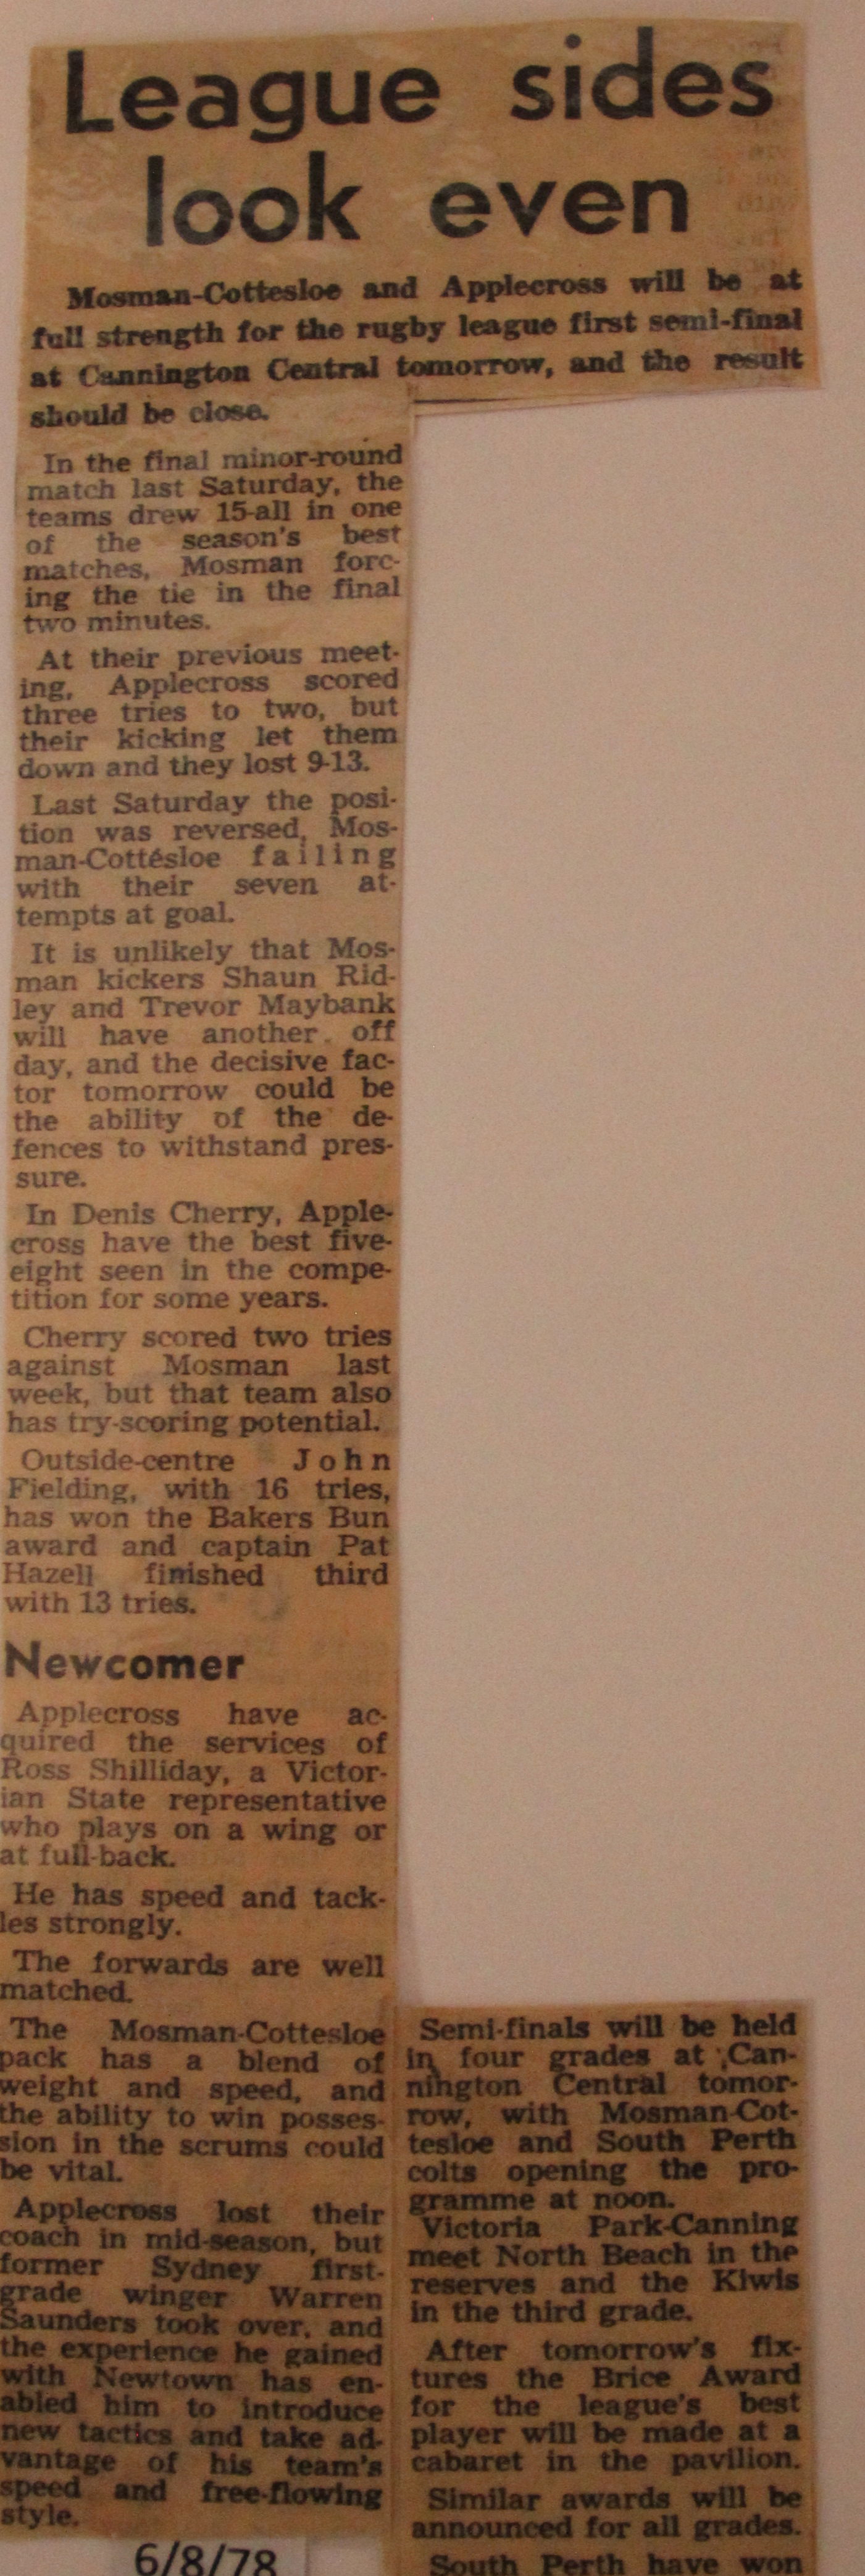 League sides
look even
Mosman-Cottesloe and Applecross will be at
full strength for the rugby league first semi-final
at Cannington Central tomorrow, and the result
should be close.
In the final minor-round
match last Saturday, the
teams drew 15-all in one
of the season's best
matches, Mosman forc-
ing the tie in the final
two minutes.
At their previous meet-
ing, Applecross scored
three tries to two, but
their kicking let them
down and they lost 9-13.
Last Saturday the posi-
tion was reversed, Mos-
man-Cottesloe failing
with their seven at-
tempts at goal.
It is unlikely that Mos-
man kickers Shaun Rid-
ley and Trevor Maybank
will have another off
day, and the decisive fac-
tor tomorrow could be
the ability of the de-
fences to withstand pres-
sure.
In Denis Cherry, Apple-
cross have the best five-
eight seen in the compe-
tition for some years.
Cherry scored two tries
against Mosman last
week, but that team also
has try-scoring potential.
Outside-centre John
Fielding, with 16 tries,
has won the Bakers Bun
award and captain Pat
Hazell finished third
with 13 tries.
Newcomer
Applecross have ac-
quired the services of
Ross Shilliday, a Victor-
ian State representative
who plays on a wing or
at full-back.
He has speed and tack-
les strongly.
The forwards are well
matched.
The Mosman-Cottesloe
pack has a blend of
weight and speed, and
the ability to win posses-
sion in the scrums could
be vital.
Applecross lost their
coach in mid-season, but
former Sydney first-
grade winger Warren
Saunders took over, and
the experience he gained
with Newtown has en-
abled him to introduce
new tactics and take ad-
vantage of his team's
speed and free-flowing
style.
6/8/78
Semi-finals will be held
in four grades at Can-
nington Central tomor-
row, with Mosman-Cot-
tesloe and South Perth
colts opening the pro-
gramme at noon.
Victoria Park-Canning
meet North Beach in the
reserves and the Kiwis
in the third grade.
After tomorrow's fix-
tures the Brice Award
for the league's best
player will be made at a
cabaret in the pavilion.
Similar awards will be
announced for all grades.
South Perth have won